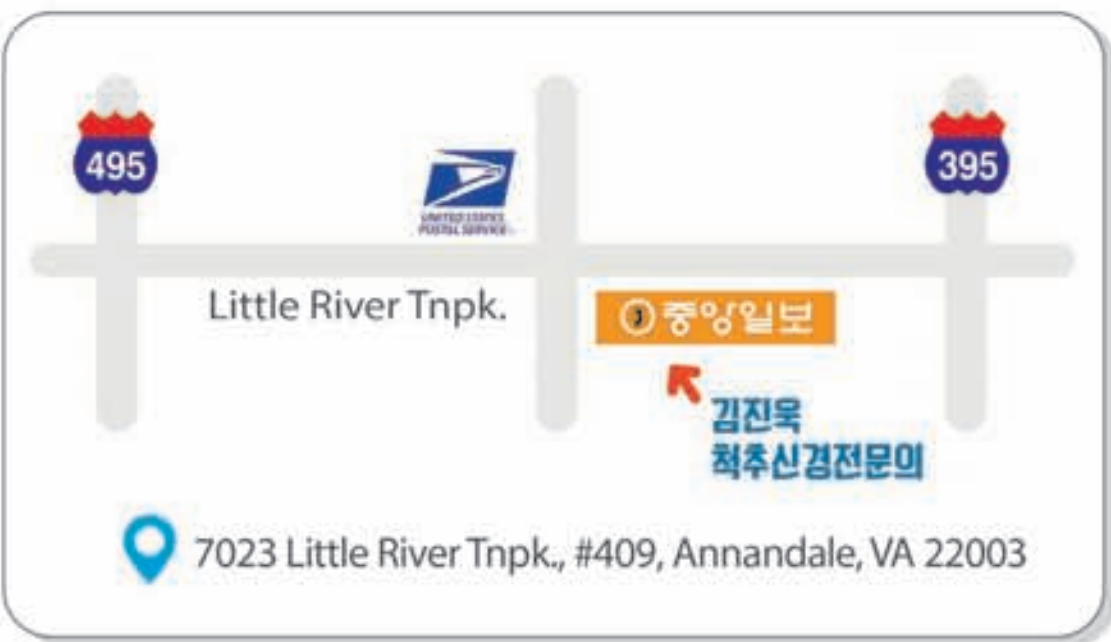 495
395
UNITED STATES
POSTAL SERVICE
Little River Tnpk.
중앙일보
김진욱
척추신경전문의
7023 Little River Tnpk., #409, Annandale, VA 22003